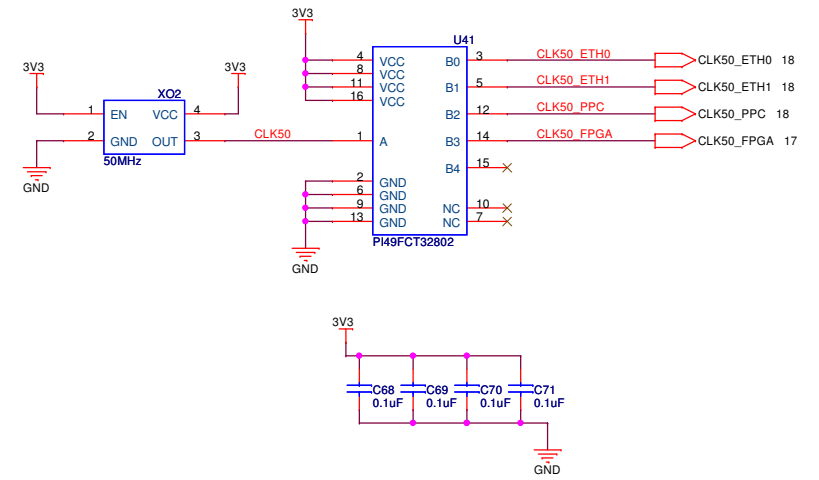 3V3
U41
3V3
3V3
XO2
1 EN VCC 4
2 GND OUT 3
50MHz
GND
CLK50
4 VCC B0 3 CLK50_ETH0 CLK50_ETH0 18
8 VCC
11 VCC B1 5 CLK50_ETH1 CLK50_ETH1 18
16 VCC
B2 12 CLK50_PPC CLK50_PPC 18
1 A B3 14 CLK50_FPGA CLK50_FPGA 17
B4 15
2 GND
6 GND
9 GND NC 10
13 GND NC 7
PI49FCT32802
GND
3V3
C68 C69 C70 C71
0.1uF 0.1uF 0.1uF 0.1uF
GND